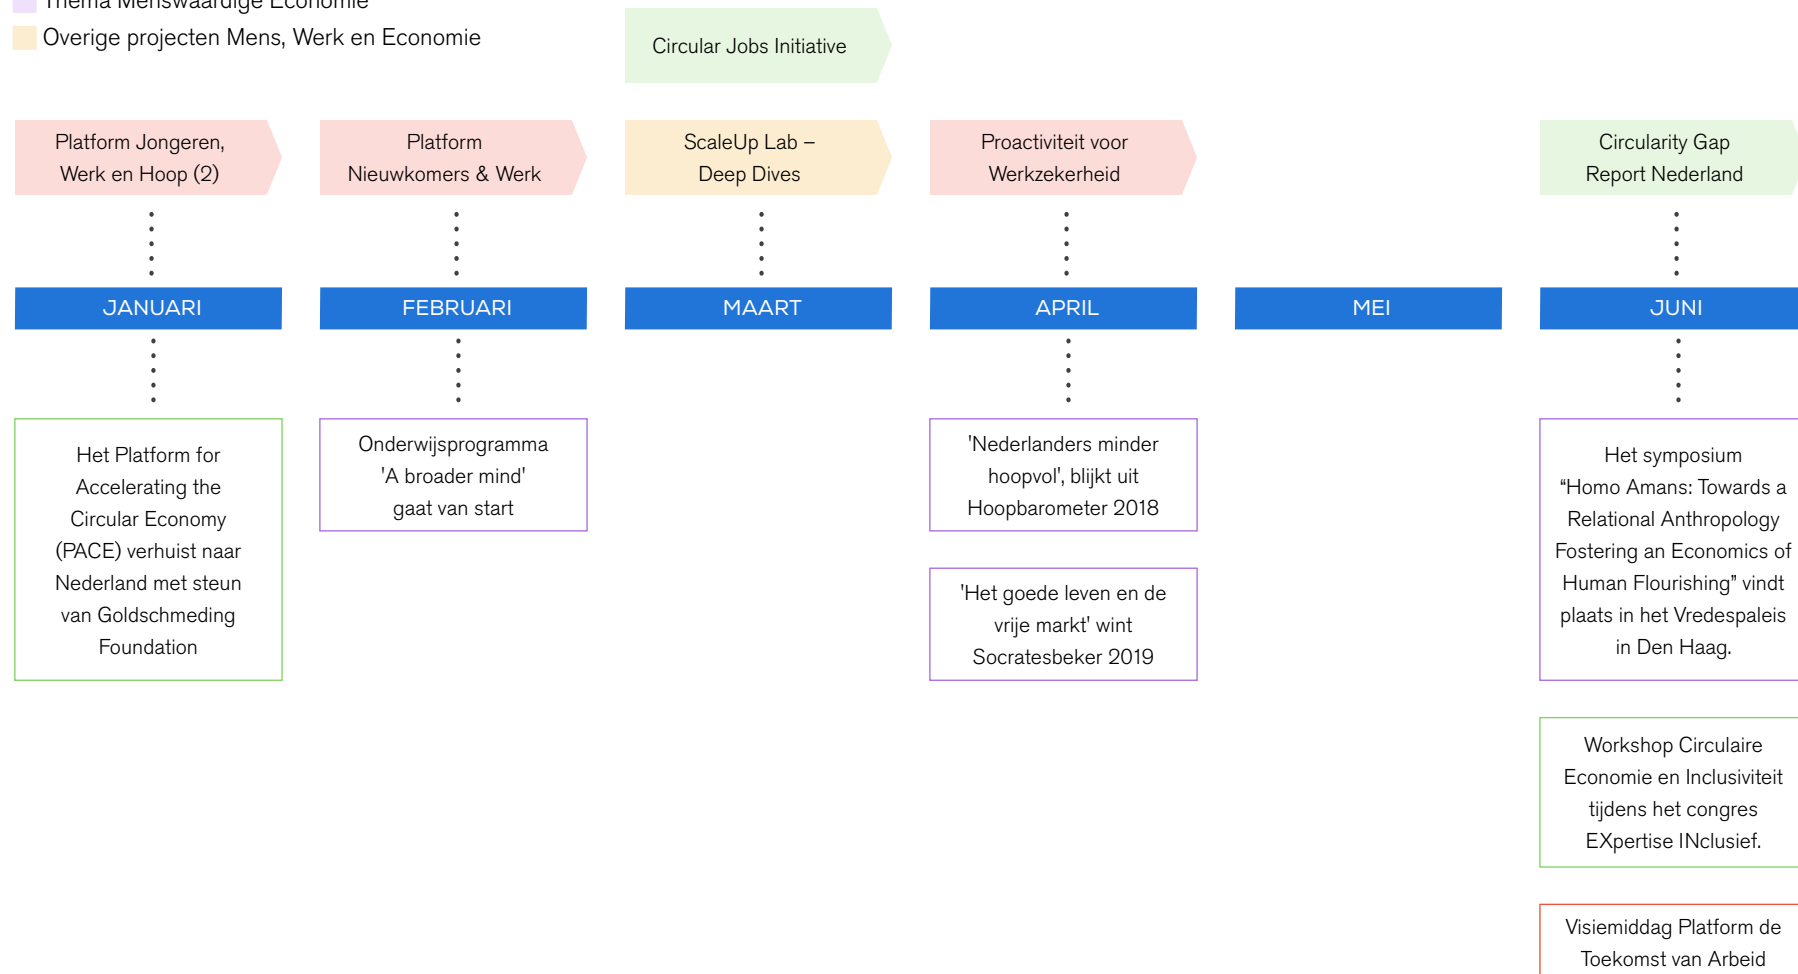 Thema Menswaardige Economie
Overige projecten Mens, Werk en Economie
Circular Jobs Initiative
Platform Jongeren,
Werk en Hoop (2)
Platform
Nieuwkomers & Werk
ScaleUp Lab –
Deep Dives
Proactiviteit voor
Werkzekerheid
Circularity Gap
Report Nederland
JANUARI
FEBRUARI
MAART
APRIL
MEI
JUNI
Het Platform for
Accelerating the
Circular Economy
(PACE) verhuist naar
Nederland met steun
van Goldschmeding
Foundation
Onderwijsprogramma
'A broader mind'
gaat van start
'Nederlanders minder
hoopvol', blijkt uit
Hoopbarometer 2018
'Het goede leven en de
vrije markt' wint
Socratesbeker 2019
Het symposium
“Homo Amans: Towards a
Relational Anthropology
Fostering an Economics of
Human Flourishing” vindt
plaats in het Vredespaleis
in Den Haag.
Workshop Circulaire
Economie en Inclusiviteit
tijdens het congres
EXpertise INclusief.
Visiemiddag Platform de
Toekomst van Arbeid